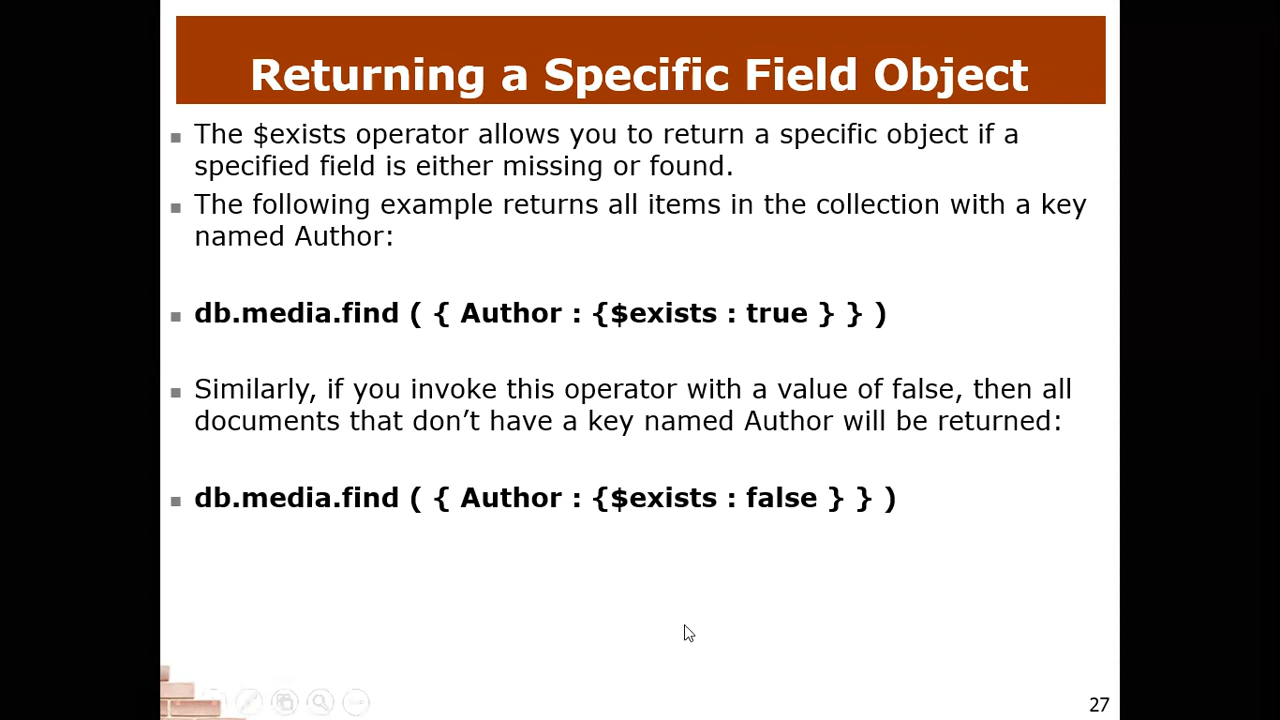 Returning a Specific Field Object
The $exists operator allows you to return a specific object if a
specified field is either missing or found.
The following example returns all items in the collection with a key
named Author:
db.media.find ( { Author : {$exists : true } } )
Similarly, if you invoke this operator with a value of false, then all
documents that don’t have a key named Author will be returned:
db.media.find ( { Author : {$exists : false } } )
27